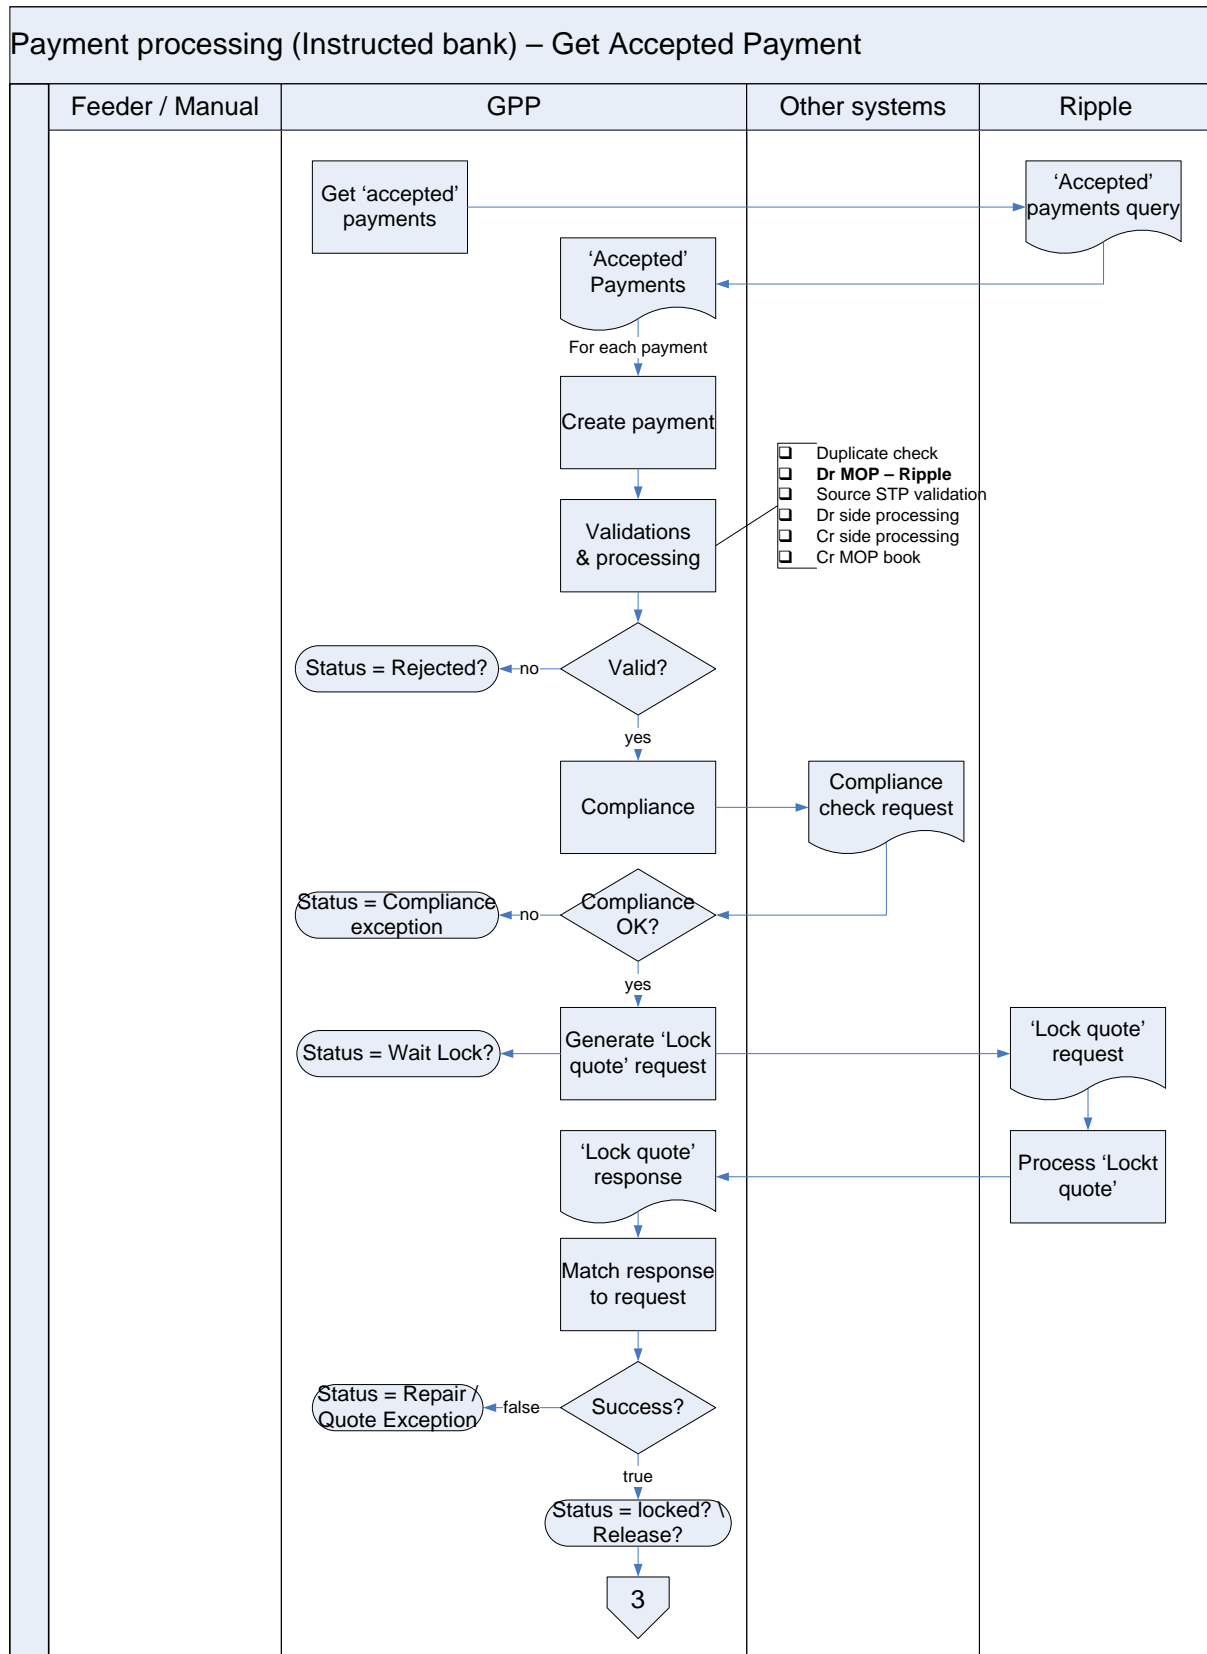 Payment processing (Instructed bank) – Get Accepted Payment
Feeder / Manual
GPP
Other systems
Ripple
Get ‘accepted’
payments
‘Accepted’
payments query
‘Accepted’
Payments
For each payment
Create payment
Validations
& processing
Duplicate check
Dr MOP – Ripple
Source STP validation
Dr side processing
Cr side processing
Cr MOP book
Status = Rejected?
no
Valid?
yes
Compliance
Compliance
check request
Status = Compliance
exception
no
Compliance
OK?
yes
Status = Wait Lock?
Generate ‘Lock
quote’ request
‘Lock quote’
request
‘Lock quote’
response
Process ‘Lockt
quote’
Match response
to request
Status = Repair /
Quote Exception
false
Success?
true
Status = locked? \
Release?
3